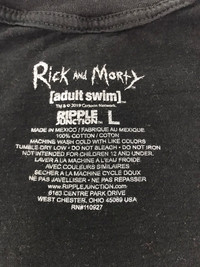 RICK AND MORTY
[adult swim]
TM & © 2019 Cartoon Network.
RIPPLE
JUNCTION™ L
MADE IN MEXICO / FABRIQUE AU MEXIQUE
100% COTTON / COTON
MACHINE WASH COLD WITH LIKE COLORS
TUMBLE-DRY LOW • DO NOT BLEACH • DO NOT IRON
NOT INTENDED FOR CHILDREN 12 AND UNDER.
LAVER A LA MACHINE A L'EAU FROIDE
AVEC COULEURS SIMILAIRES
SECHER A LA MACHINE CYCLE DOUX
NE PAS JAVELLISER • NE PAS REPASSER
www.RIPPLEJUNCTION.com
6163 CENTRE PARK DRIVE
WEST CHESTER, OHIO 45069 USA
RN#110927